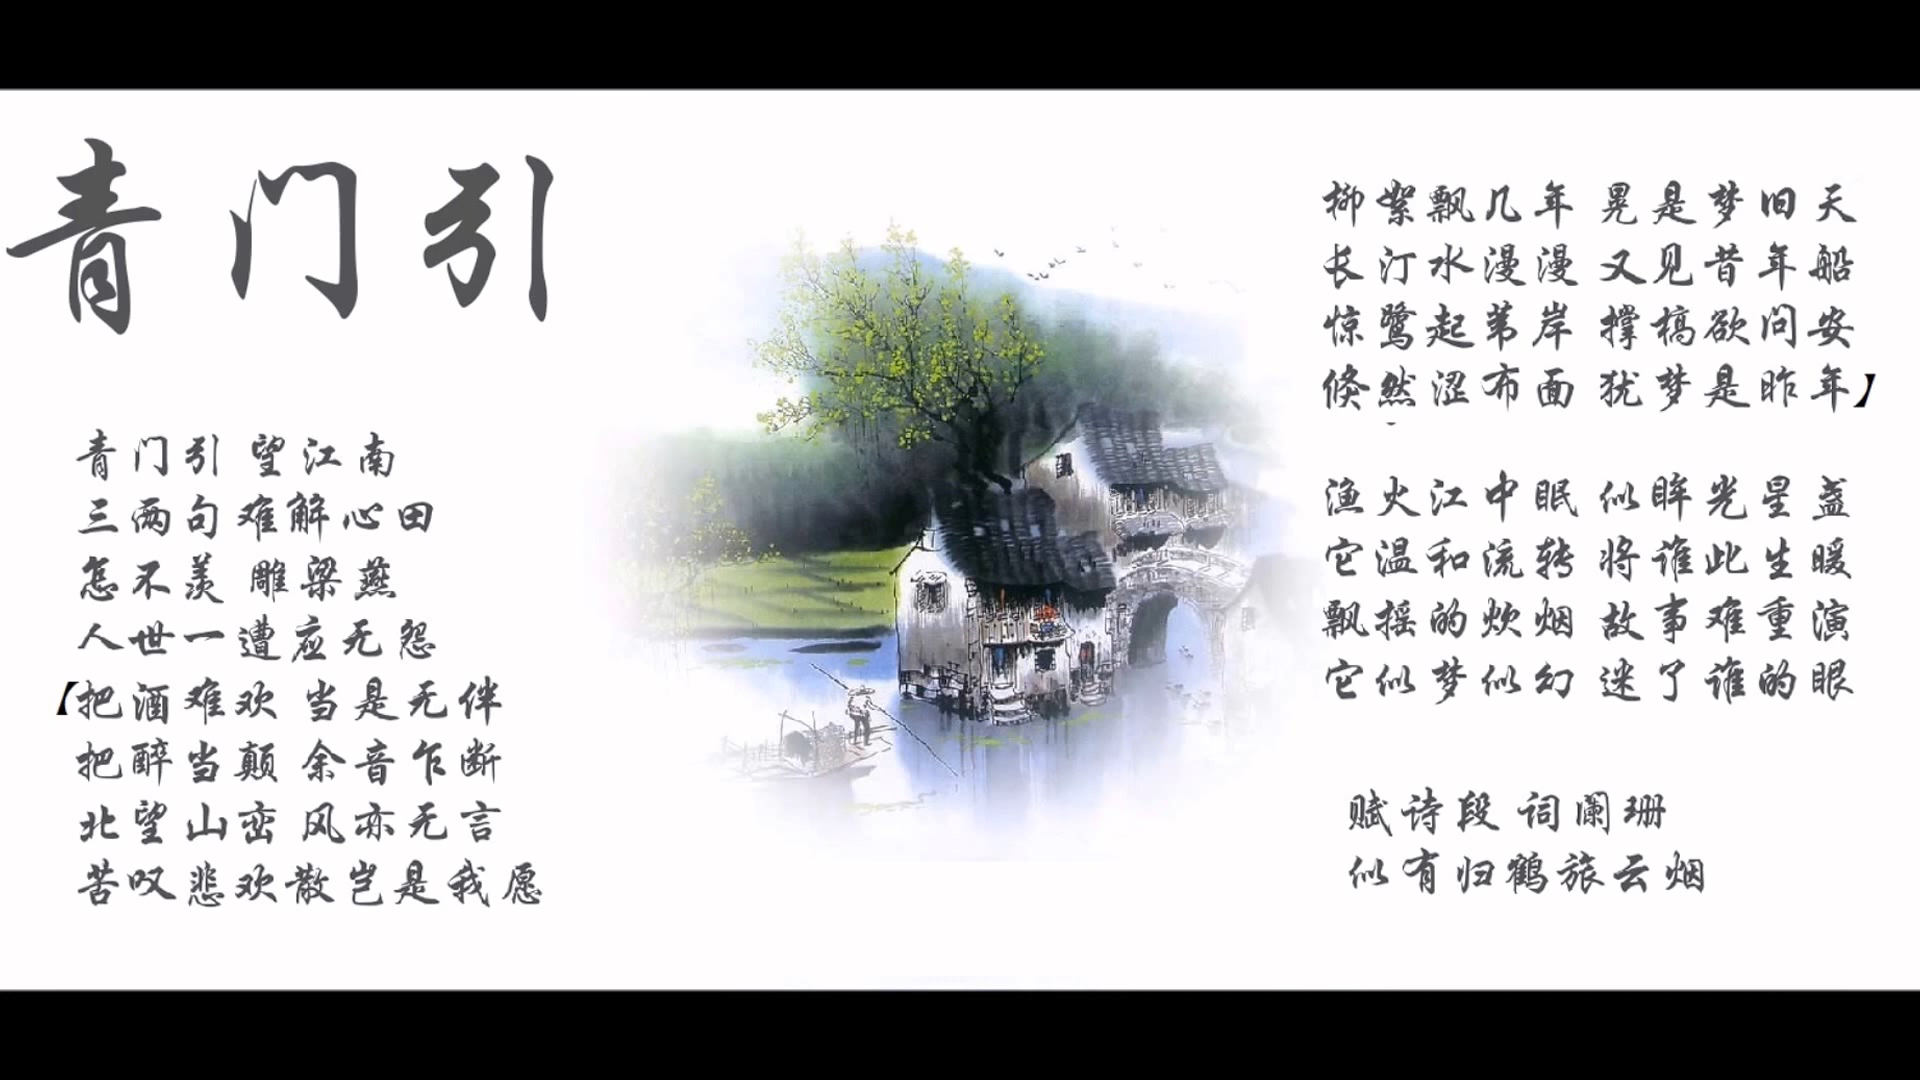 青门引
青门引 望江南
三两句难解心田
怎不羡 雕梁燕
人世一遭应无怨
【把酒难欢 当是无伴
把醉当颠 余音乍断
北望山峦 风亦无言
苦叹悲欢散岂是我愿
柳絮飘几年 晃是梦旧天
长汀水漫漫 又见昔年船
惊鹭起苇岸 撑槁欲问安
倏然涩布面 犹梦是昨年】
渔火江中眠 似眸光星盏
它温和流转 将谁此生暖
飘摇的炊烟 故事难重演
它似梦似幻 迷了谁的眼
赋诗段 词阑珊
似有归鹤旅云烟